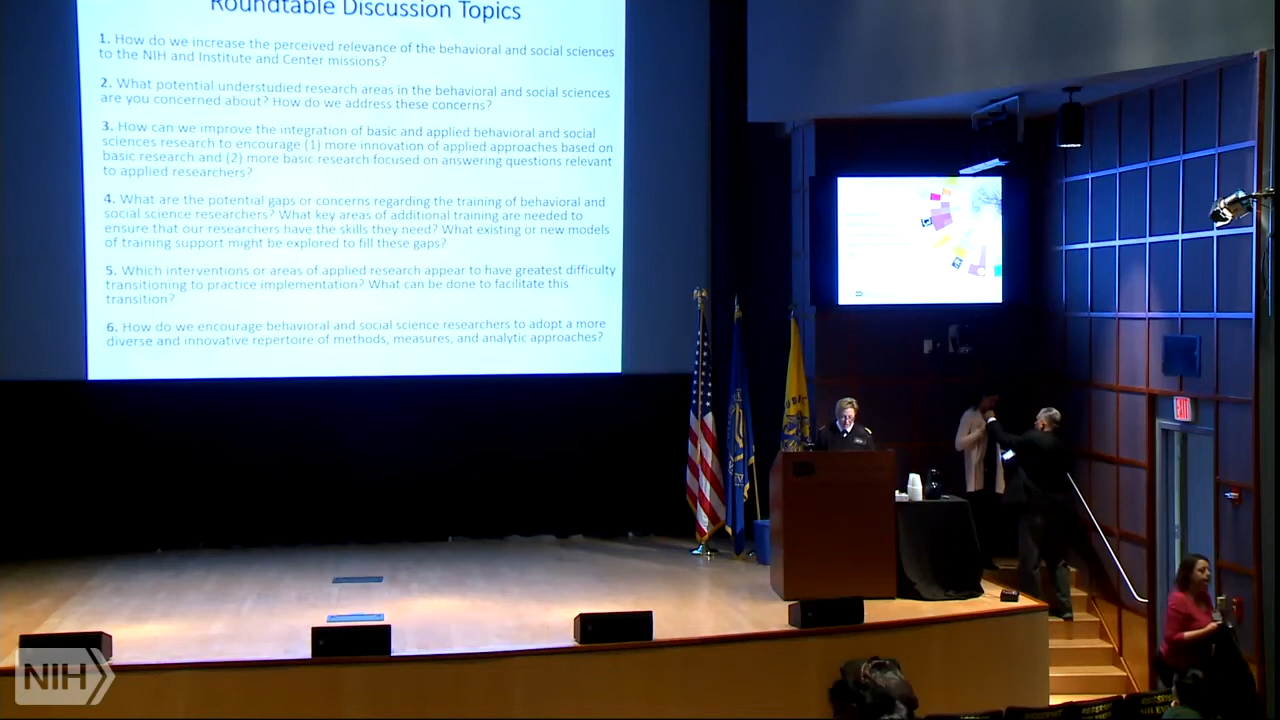 Roundtable Discussion Topics
1. How do we increase the perceived relevance of the behavioral and social sciences
to the NIH and Institute and Center missions?
2. What potential understudied research areas in the behavioral and social sciences
are you concerned about? How do we address these concerns?
3. How can we improve the integration of basic and applied behavioral and social
sciences research to encourage (1) more innovation of applied approaches based on
basic research and (2) more basic research focused on answering questions relevant
to applied researchers?
4. What are the potential gaps or concerns regarding the training of behavioral and
social science researchers? What key areas of additional training are needed to
ensure that our researchers have the skills they need? What existing or new models
of training support might be explored to fill these gaps?
5. Which interventions or areas of applied research appear to have greatest difficulty
transitioning to practice implementation? What can be done to facilitate this
transition?
6. How do we encourage behavioral and social science researchers to adopt a more
diverse and innovative repertoire of methods, measures, and analytic approaches?
EXIT
NIH